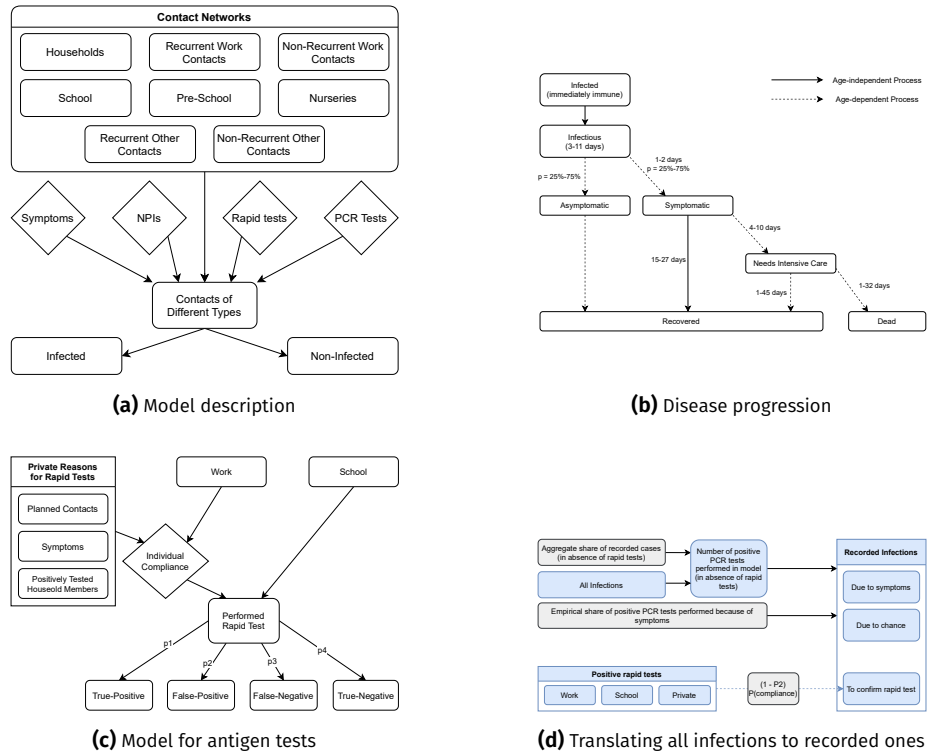 Contact Networks
Households
Recurrent Work
Contacts
Non-Recurrent Work
Contacts
School
Pre-School
Nurseries
Recurrent Other
Contacts
Non-Recurrent Other
Contacts
Symptoms
NPIs
Rapid tests
PCR Tests
Contacts of
Different Types
Infected
Non-Infected
(a) Model description
Infected
(immediately immune)
Age-independent Process
Age-dependent Process
Infectious
(3-11 days)
p = 25%-75%
1-2 days
p = 25%-75%
Asymptomatic
Symptomatic
4-10 days
15-27 days
Needs Intensive Care
1-45 days
1-32 days
Recovered
Dead
(b) Disease progression
Private Reasons
for Rapid Tests
Planned Contacts
Symptoms
Positively Tested
Houseold Members
Work
School
Individual
Compliance
Performed
Rapid Test
p1
p2
p3
p4
True-Positive
False-Positive
False-Negative
True-Negative
(c) Model for antigen tests
Aggregate share of recorded cases
(in absence of rapid tests)
All Infections
Number of positive
PCR tests
performed in model
(in absence of rapid
tests)
Empirical share of positive PCR tests performed because of
symptoms
Recorded Infections
Due to symptoms
Due to chance
To confirm rapid test
Positive rapid tests
Work
School
Private
(1 - P2)
P(compliance)
(d) Translating all infections to recorded ones